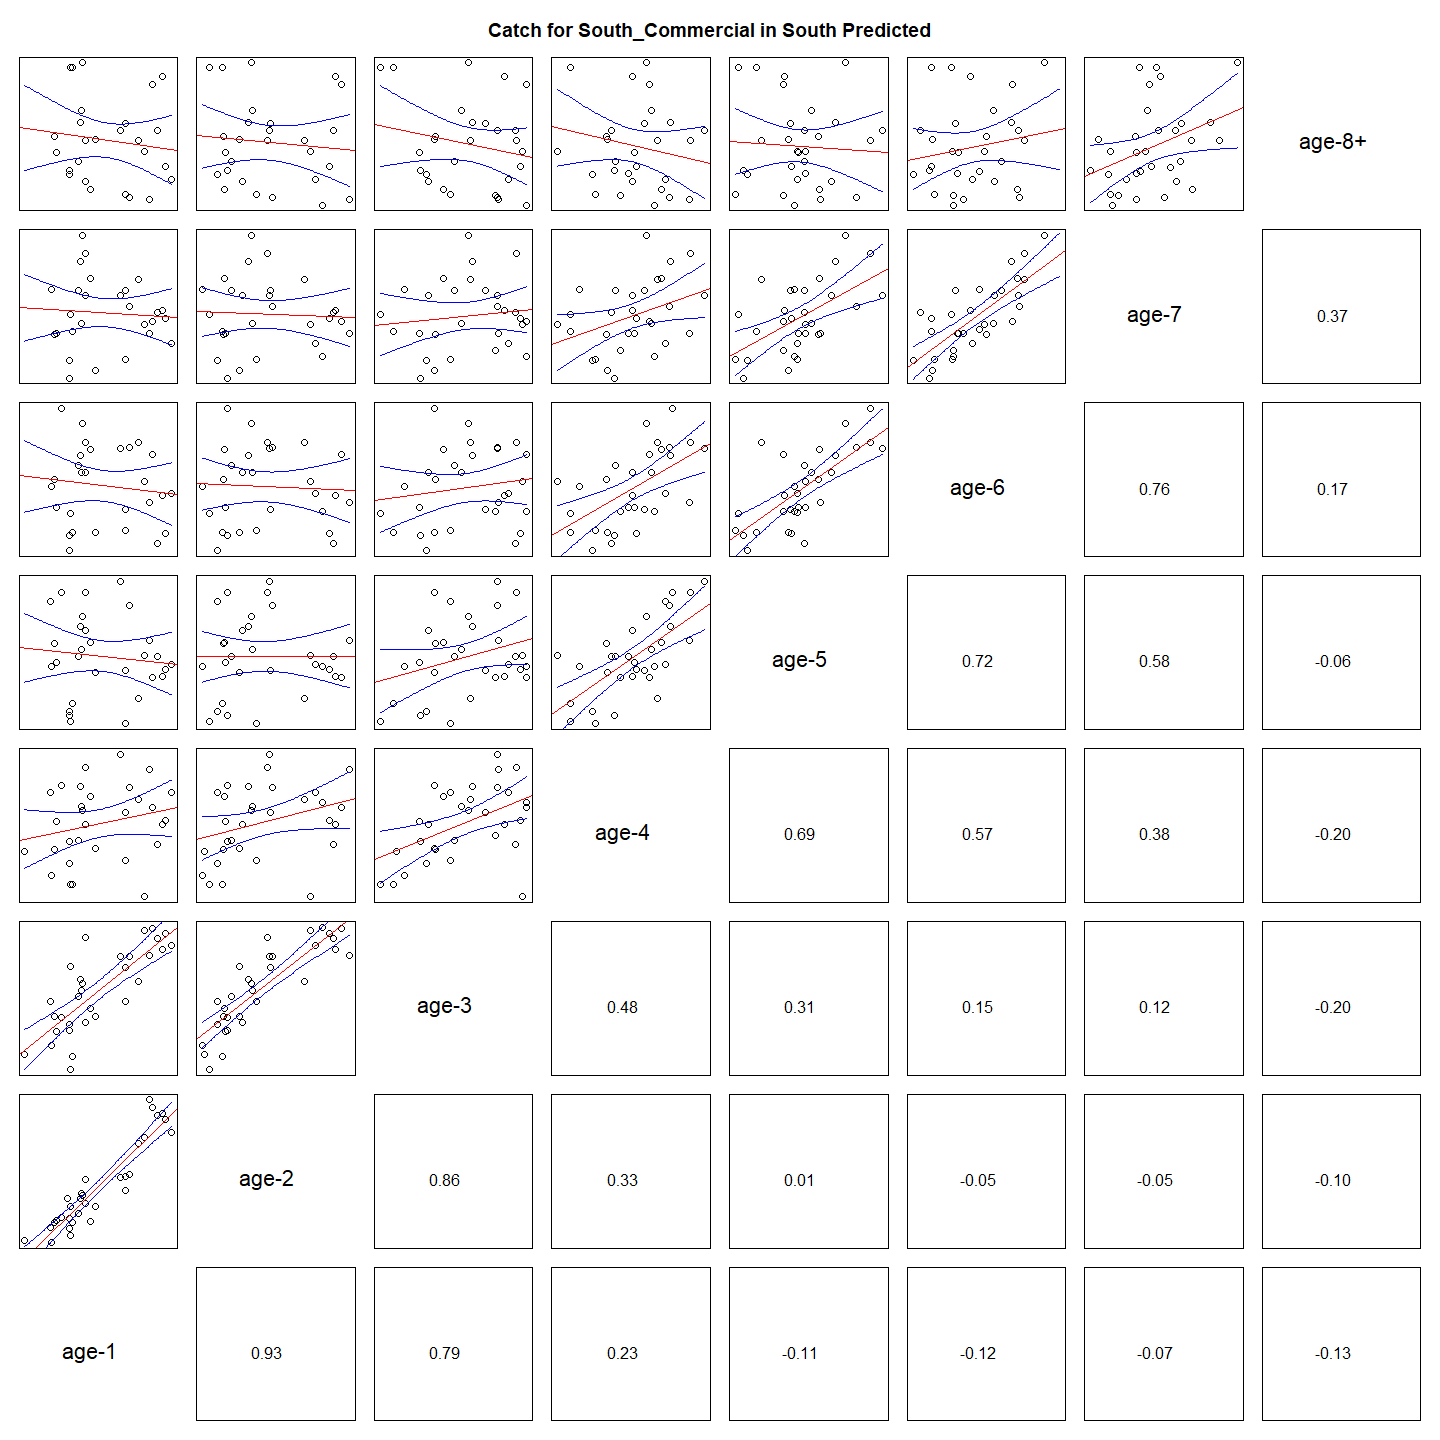 Catch for South_Commercial in South Predicted
age-8+
age-7 0.37
age-6 0.76 0.17
age-5 0.72 0.58 -0.06
age-4 0.69 0.57 0.38 -0.20
age-3 0.48 0.31 0.15 0.12 -0.20
age-2 0.86 0.33 0.01 -0.05 -0.05 -0.10
age-1 0.93 0.79 0.23 -0.11 -0.12 -0.07 -0.13